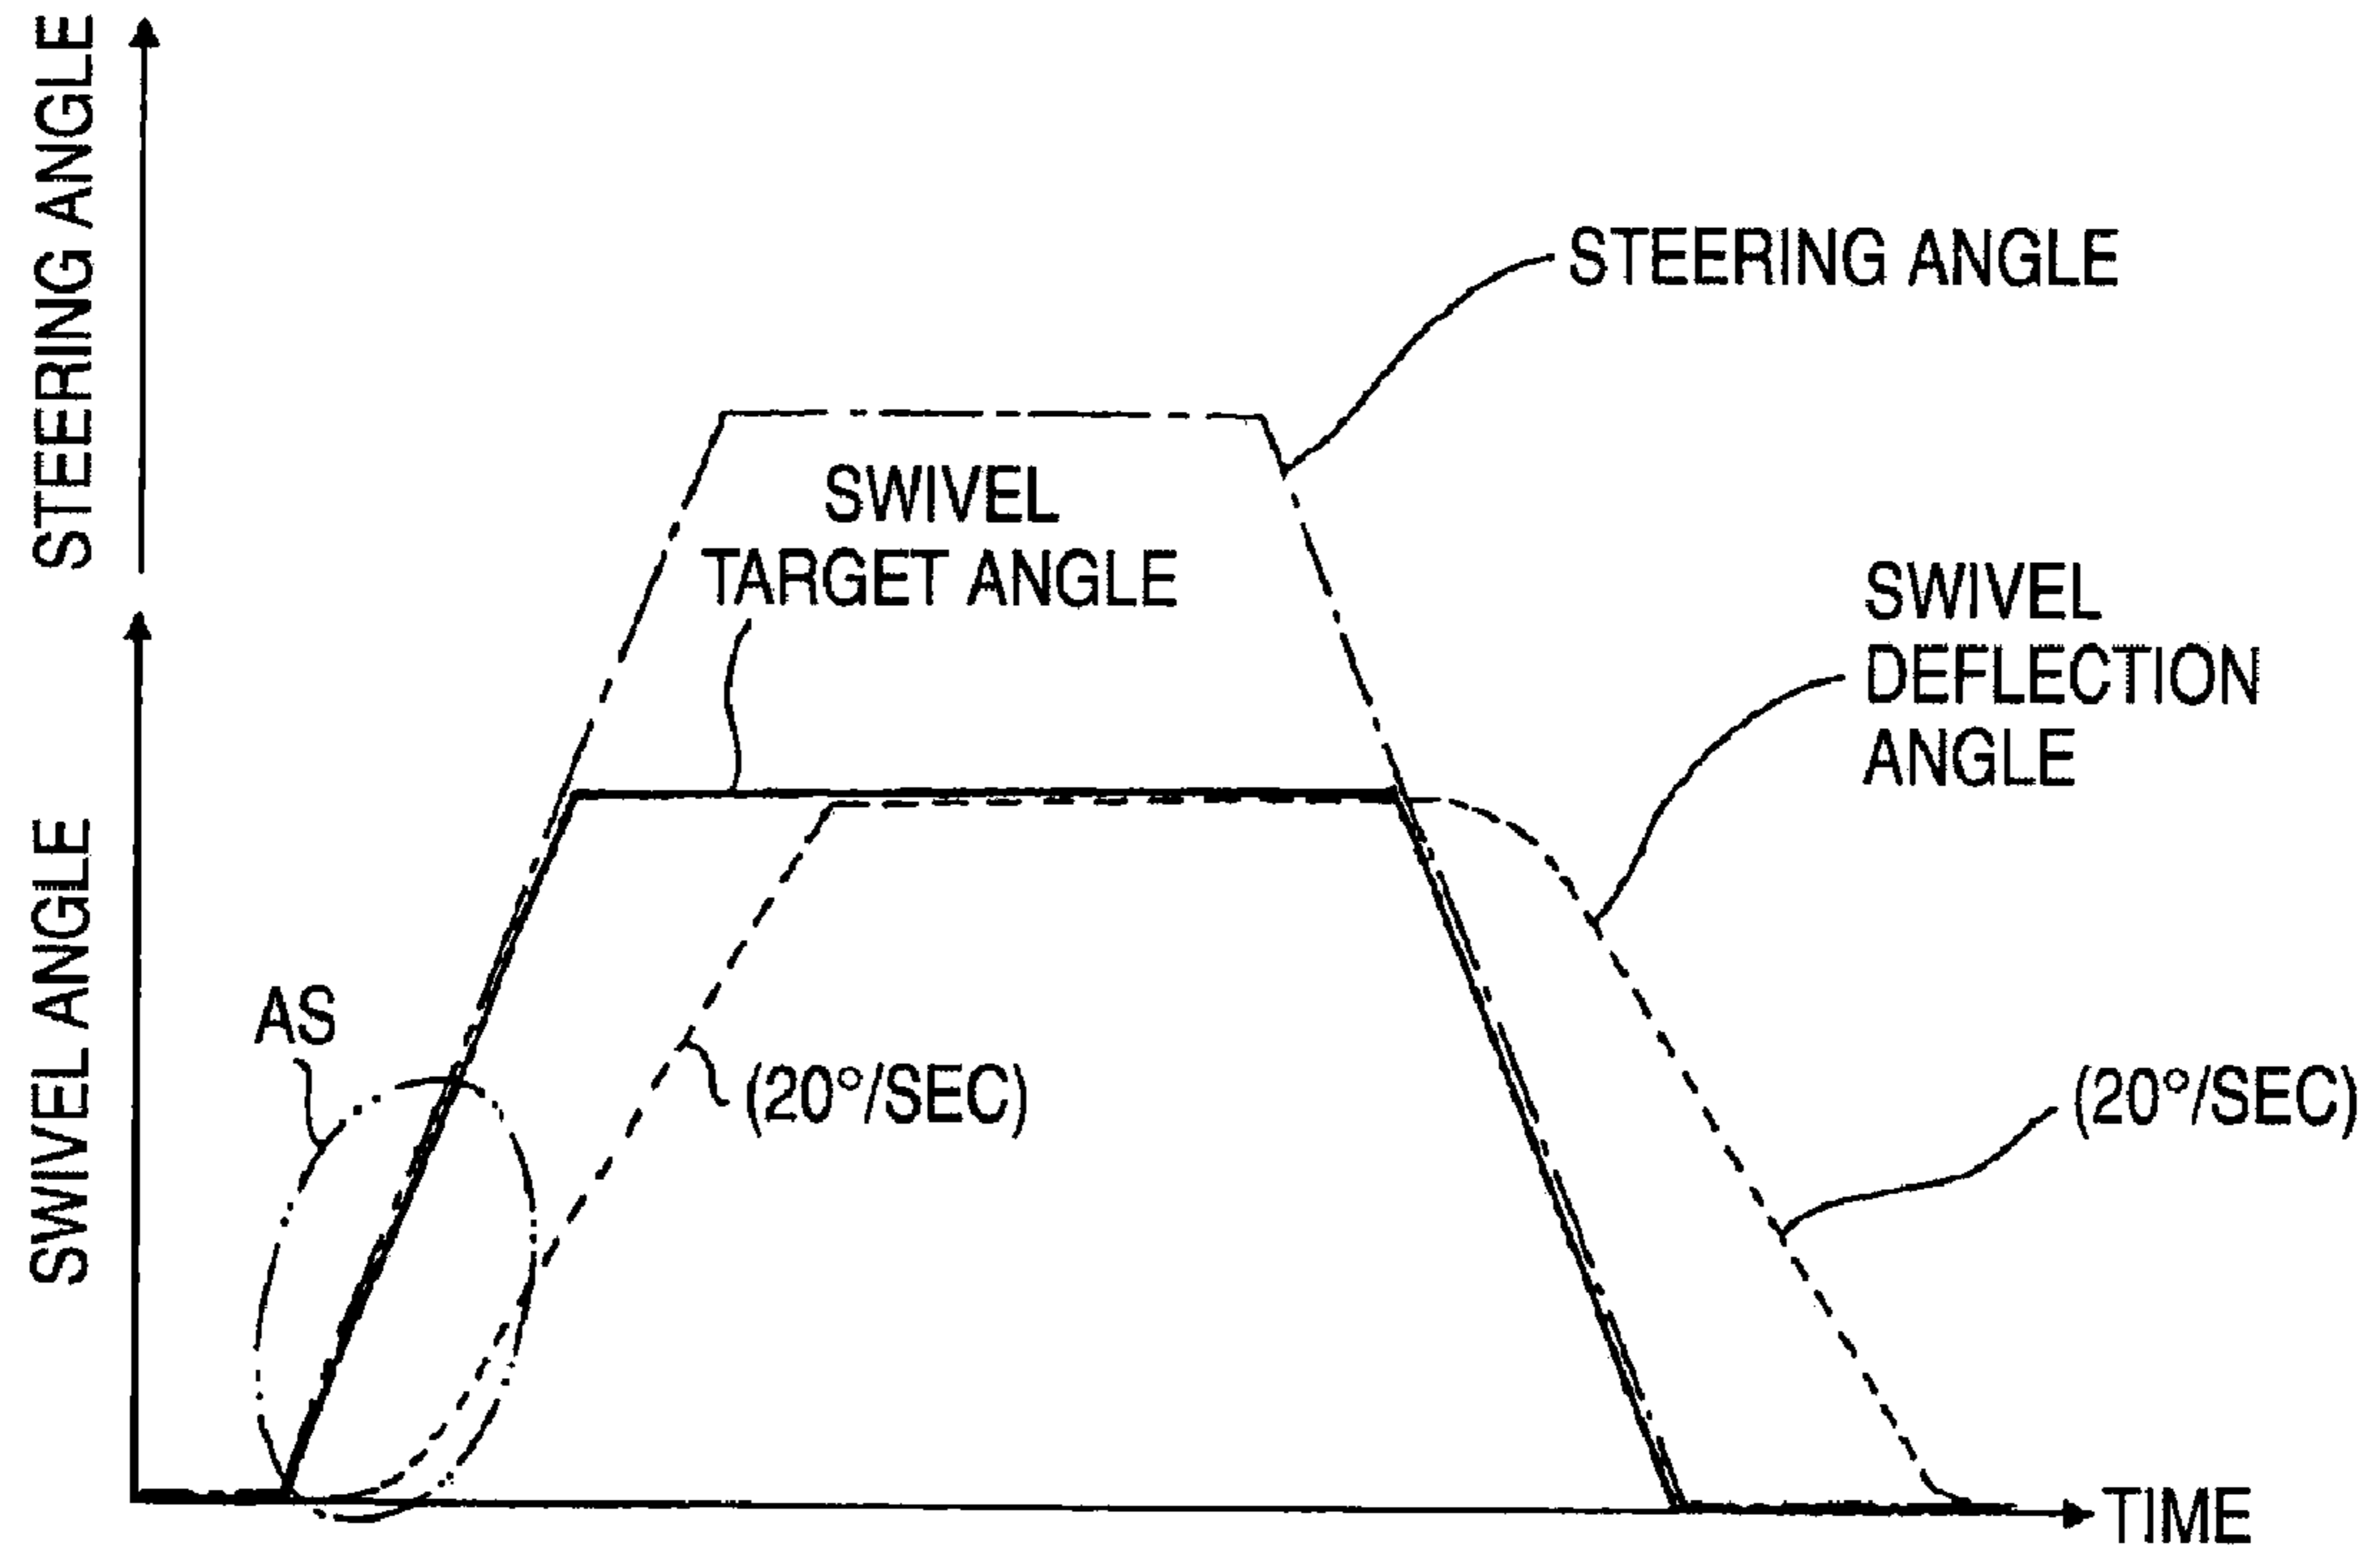 STEERING ANGLE
STEERING ANGLE
SWIVEL
TARGET ANGLE
SWIVEL
DEFLECTION
ANGLE
SWIVEL ANGLE
AS
(20°/SEC)
(20°/SEC)
TIME